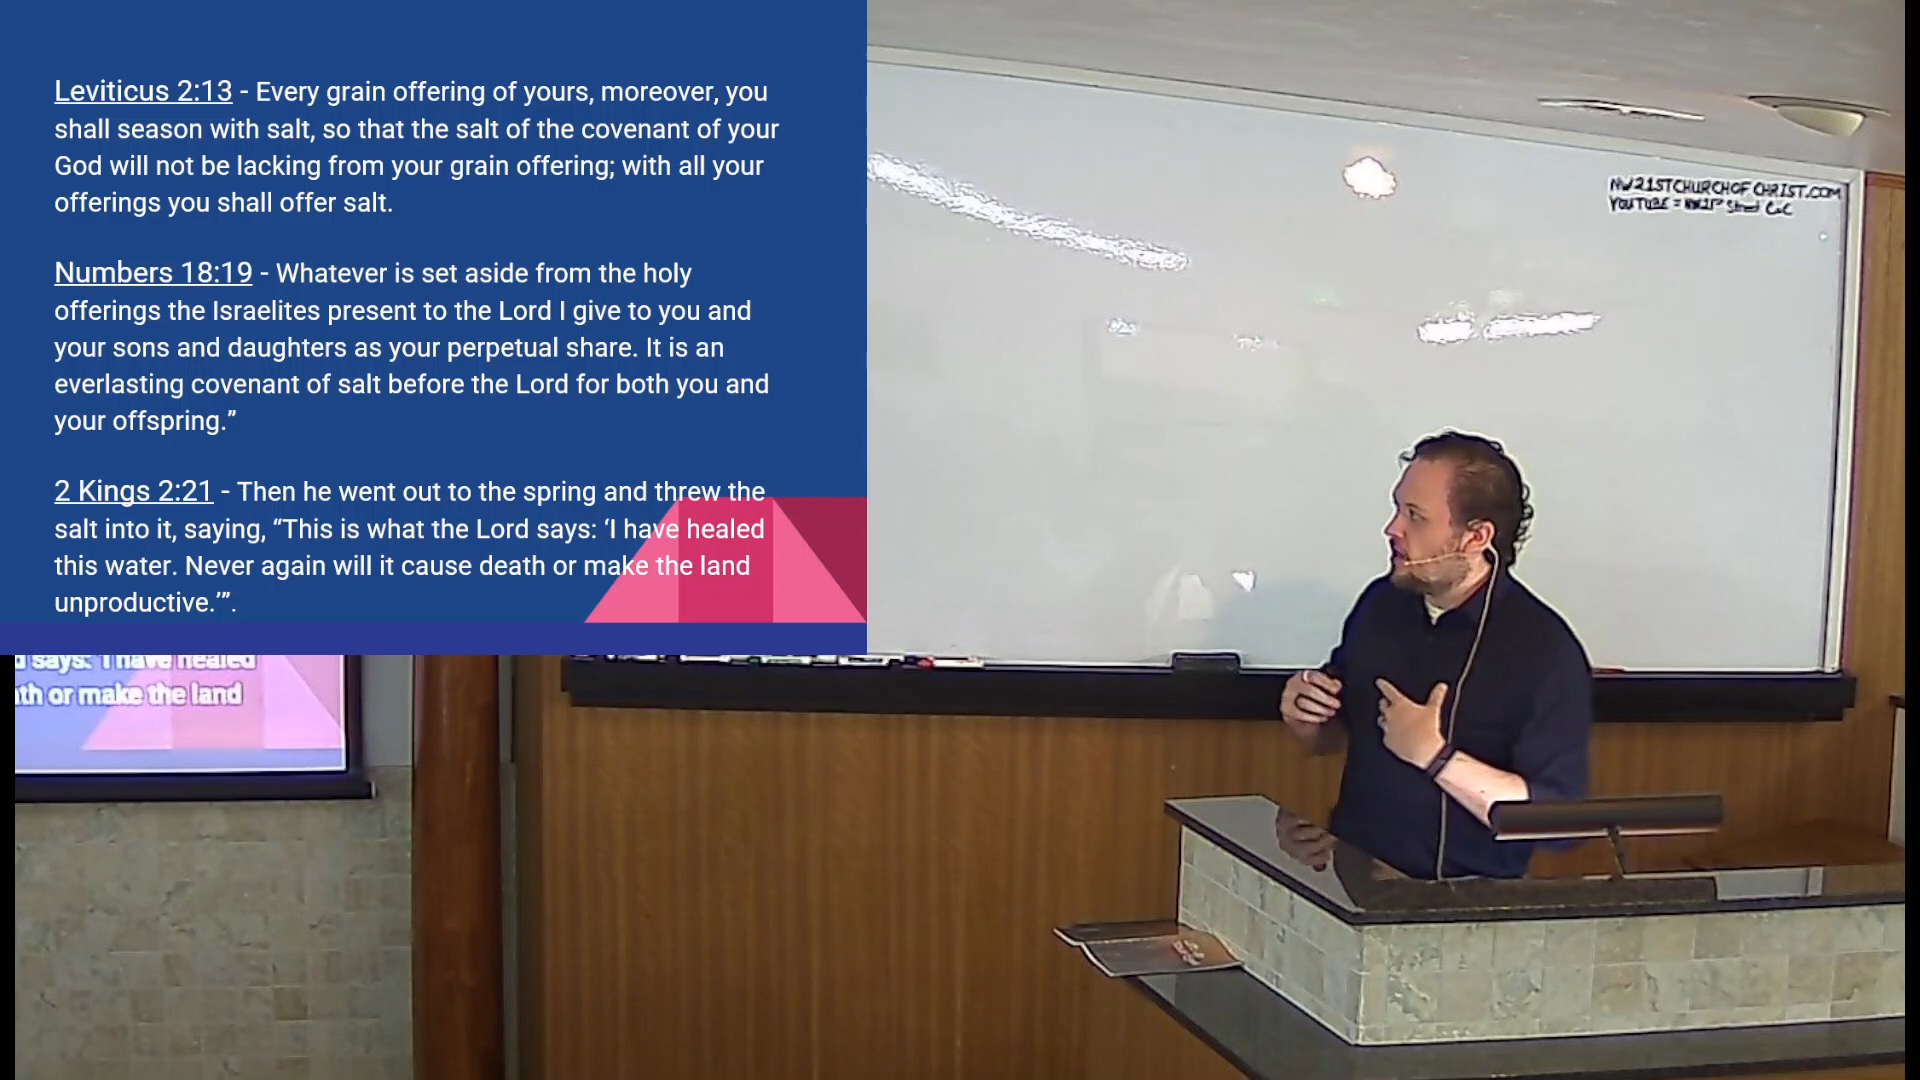 Leviticus 2:13 - Every grain offering of yours, moreover, you
shall season with salt, so that the salt of the covenant of your
God will not be lacking from your grain offering; with all your
offerings you shall offer salt.
Numbers 18:19 - Whatever is set aside from the holy
offerings the Israelites present to the Lord I give to you and
your sons and daughters as your perpetual share. It is an
everlasting covenant of salt before the Lord for both you and
your offspring.”
2 Kings 2:21 - Then he went out to the spring and threw the
salt into it, saying, “This is what the Lord says: ‘I have healed
this water. Never again will it cause death or make the land
unproductive.’”.
NW21STCHURCHOFCHRIST.COM
YOUTUBE = NW21ST Street CoC
says: ‘I have healed
or make the land